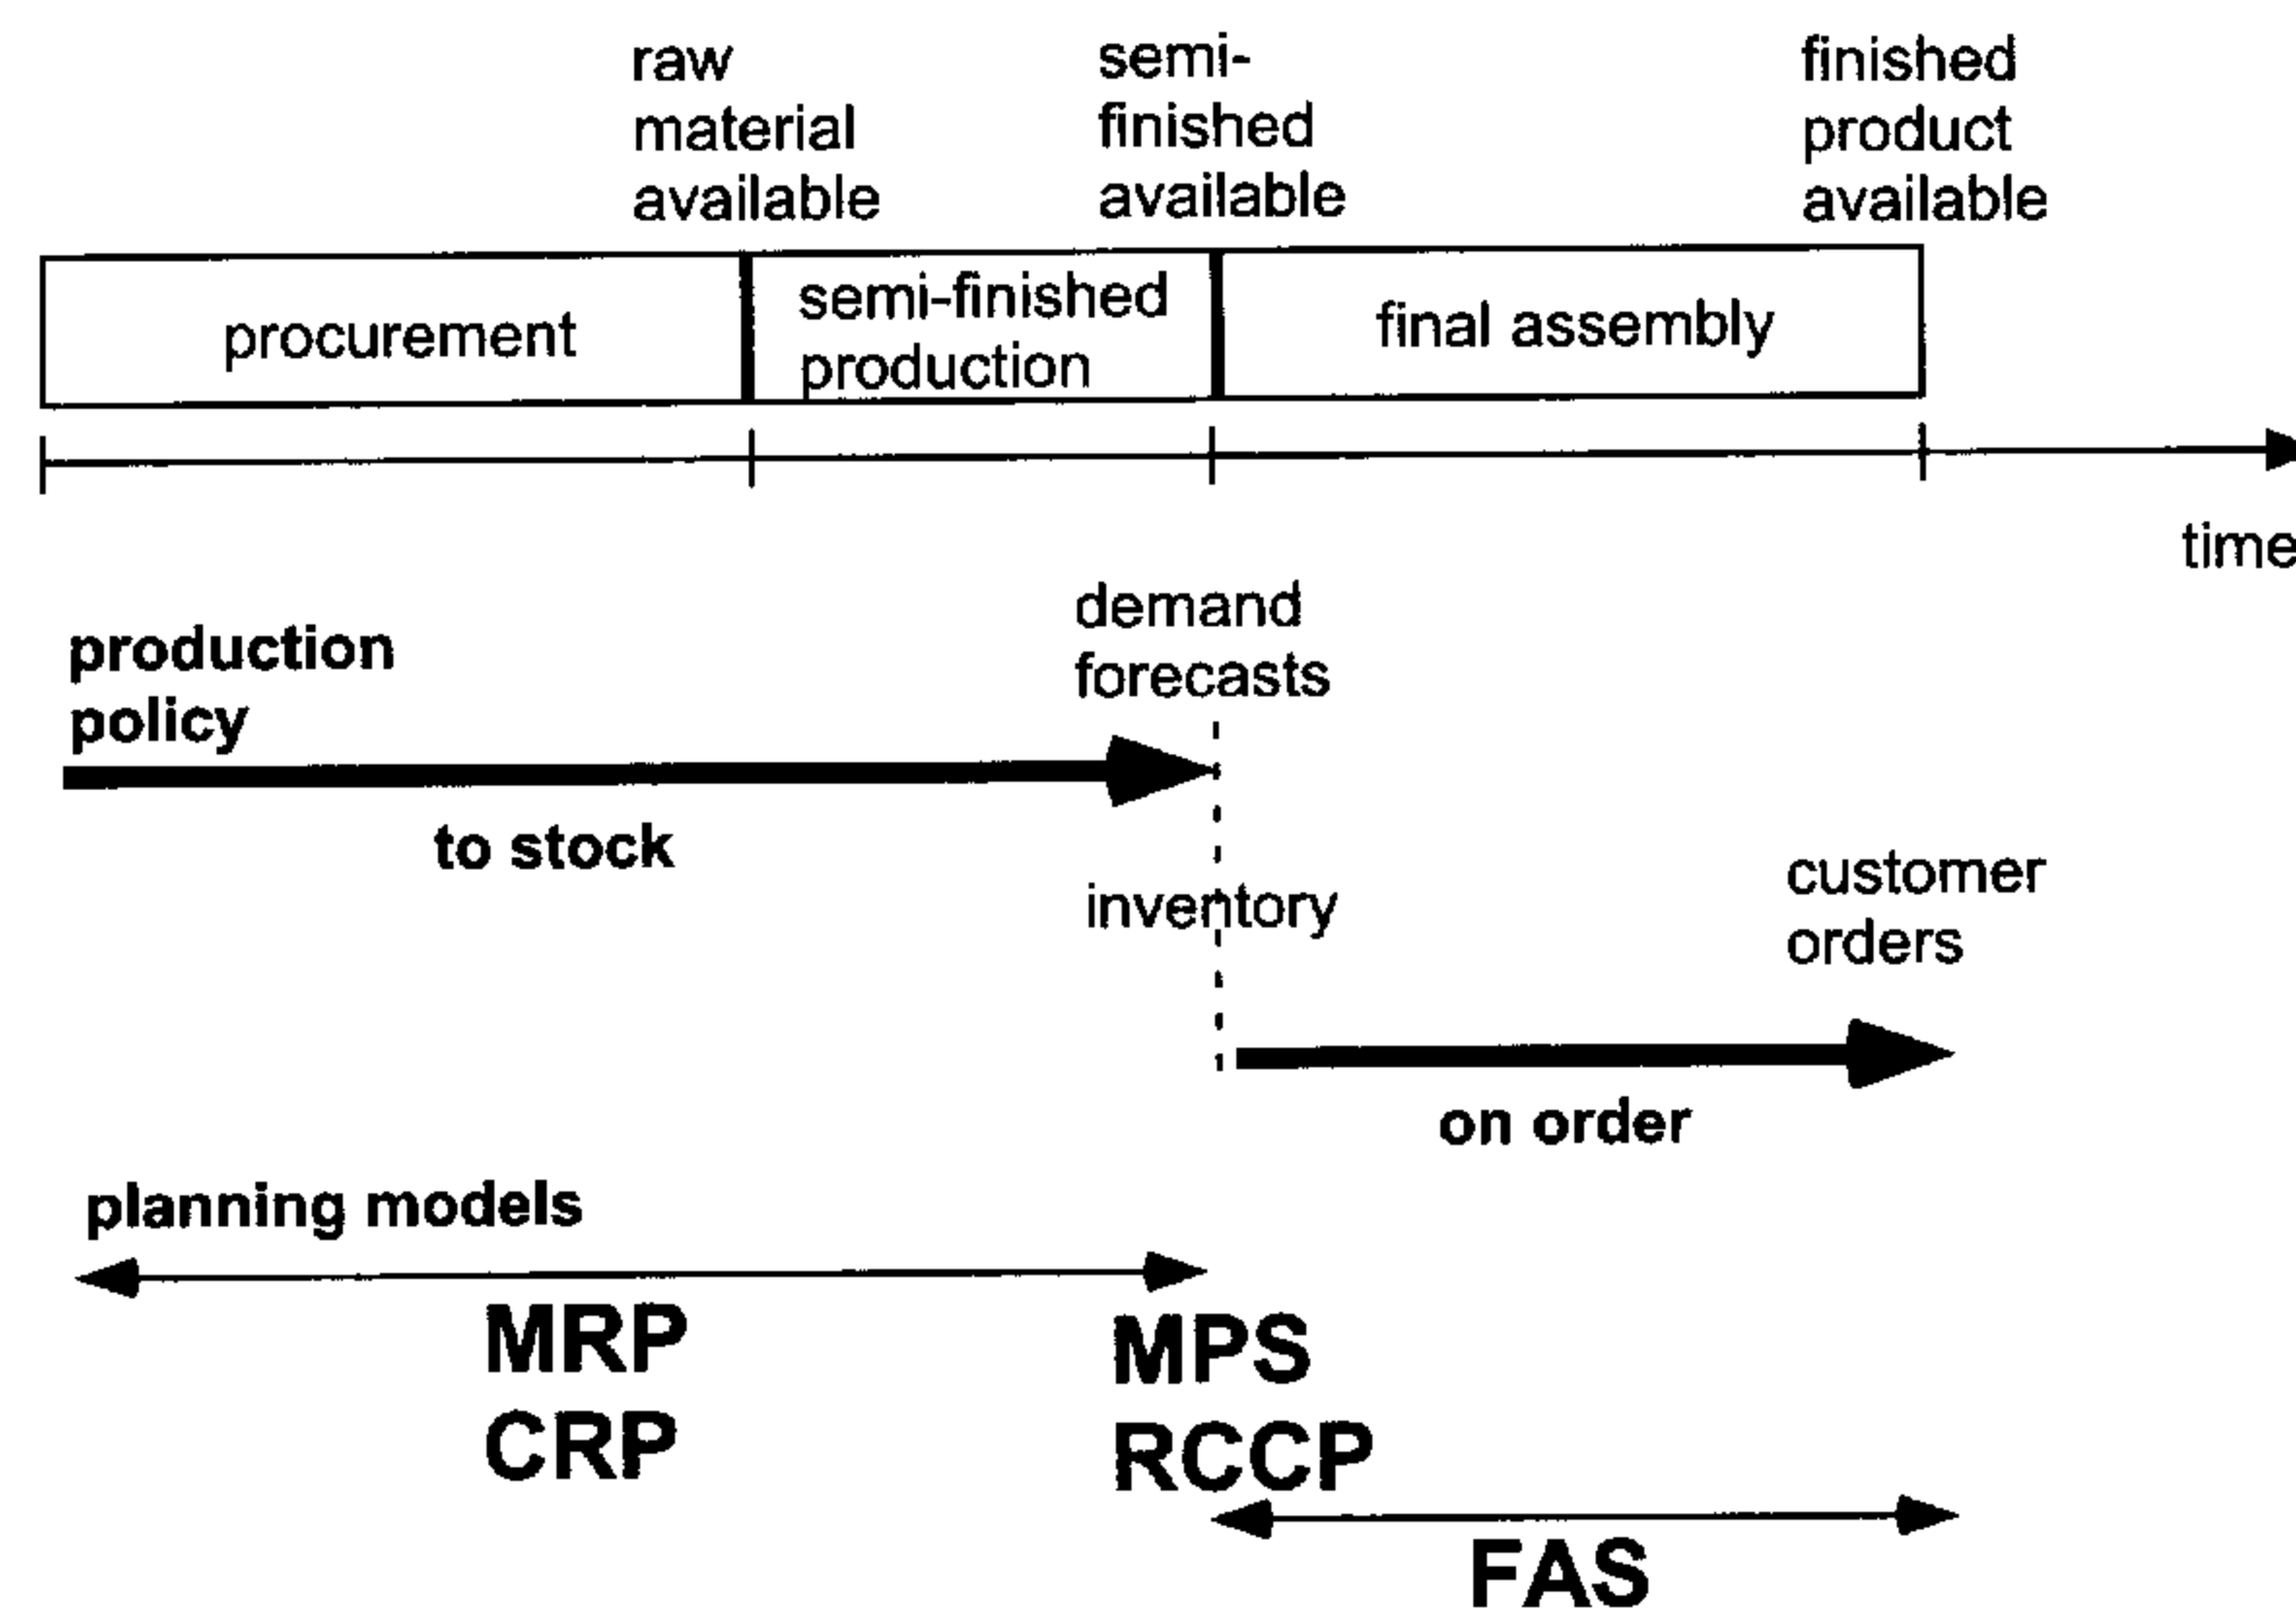 raw
material
available
semi-
finished
available
finished
product
available
procurement
semi-finished
production
final assembly
time
production
policy
demand
forecasts
to stock
inventory
customer
orders
on order
planning models
MRP
CRP
MPS
RCCP
FAS